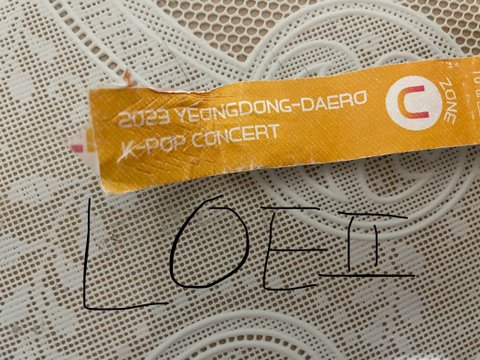 2023 YEONGDONG-DAERO
K-POP CONCERT
U
ZONE
LOEII